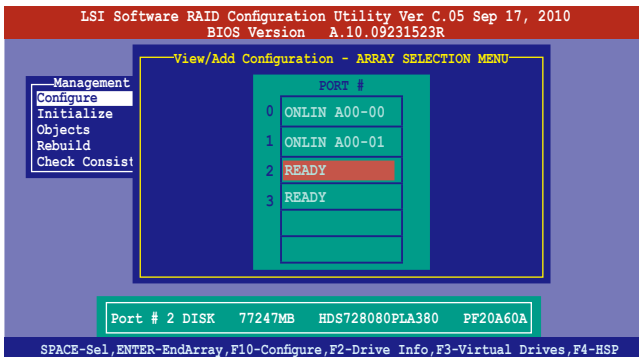 LSI Software RAID Configuration Utility Ver C.05 Sep 17, 2010
BIOS Version A.10.09231523R
View/Add Configuration - ARRAY SELECTION MENU
Management
Configure
Initialize
Objects
Rebuild
Check Consist
PORT #
0 ONLIN A00-00
1 ONLIN A00-01
2 READY
3 READY
Port # 2 DISK 77247MB HDS728080PLA380 PF20A60A
SPACE-Sel,ENTER-EndArray,F10-Configure,F2-Drive Info,F3-Virtual Drives,F4-HSP